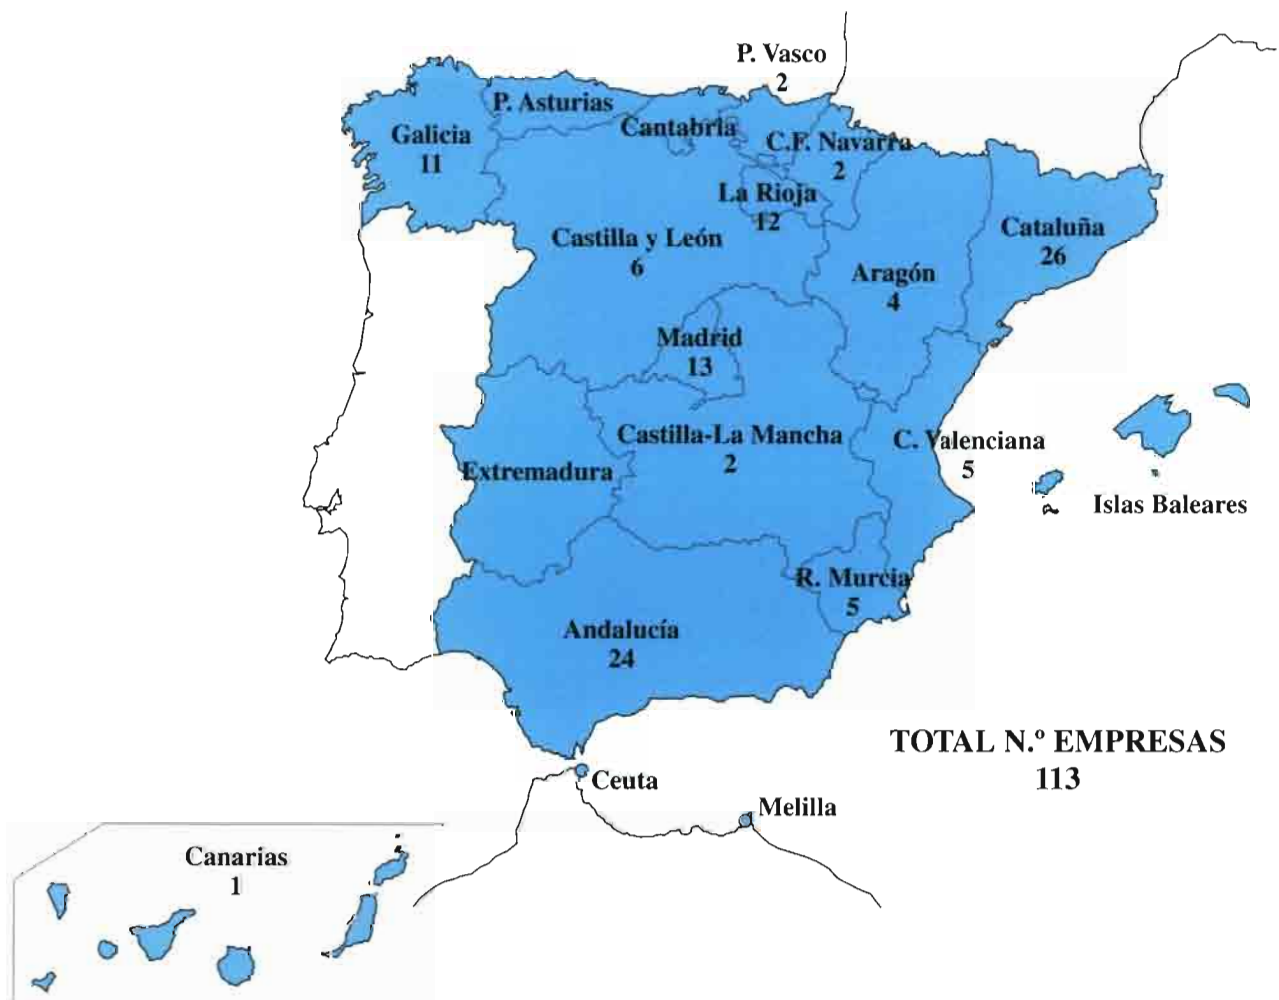 P. Vasco
2
P. Asturias
Cantabria
Galicia
11
C.F. Navarra
2
La Rioja
12
Castilla y León
6
Cataluña
26
Aragón
4
Madrid
13
Castilla-La Mancha
2
C. Valenciana
5
Extremadura
Islas Baleares
R. Murcia
5
Andalucía
24
TOTAL N.º EMPRESAS
113
Ceuta
Melilla
Canarias
1